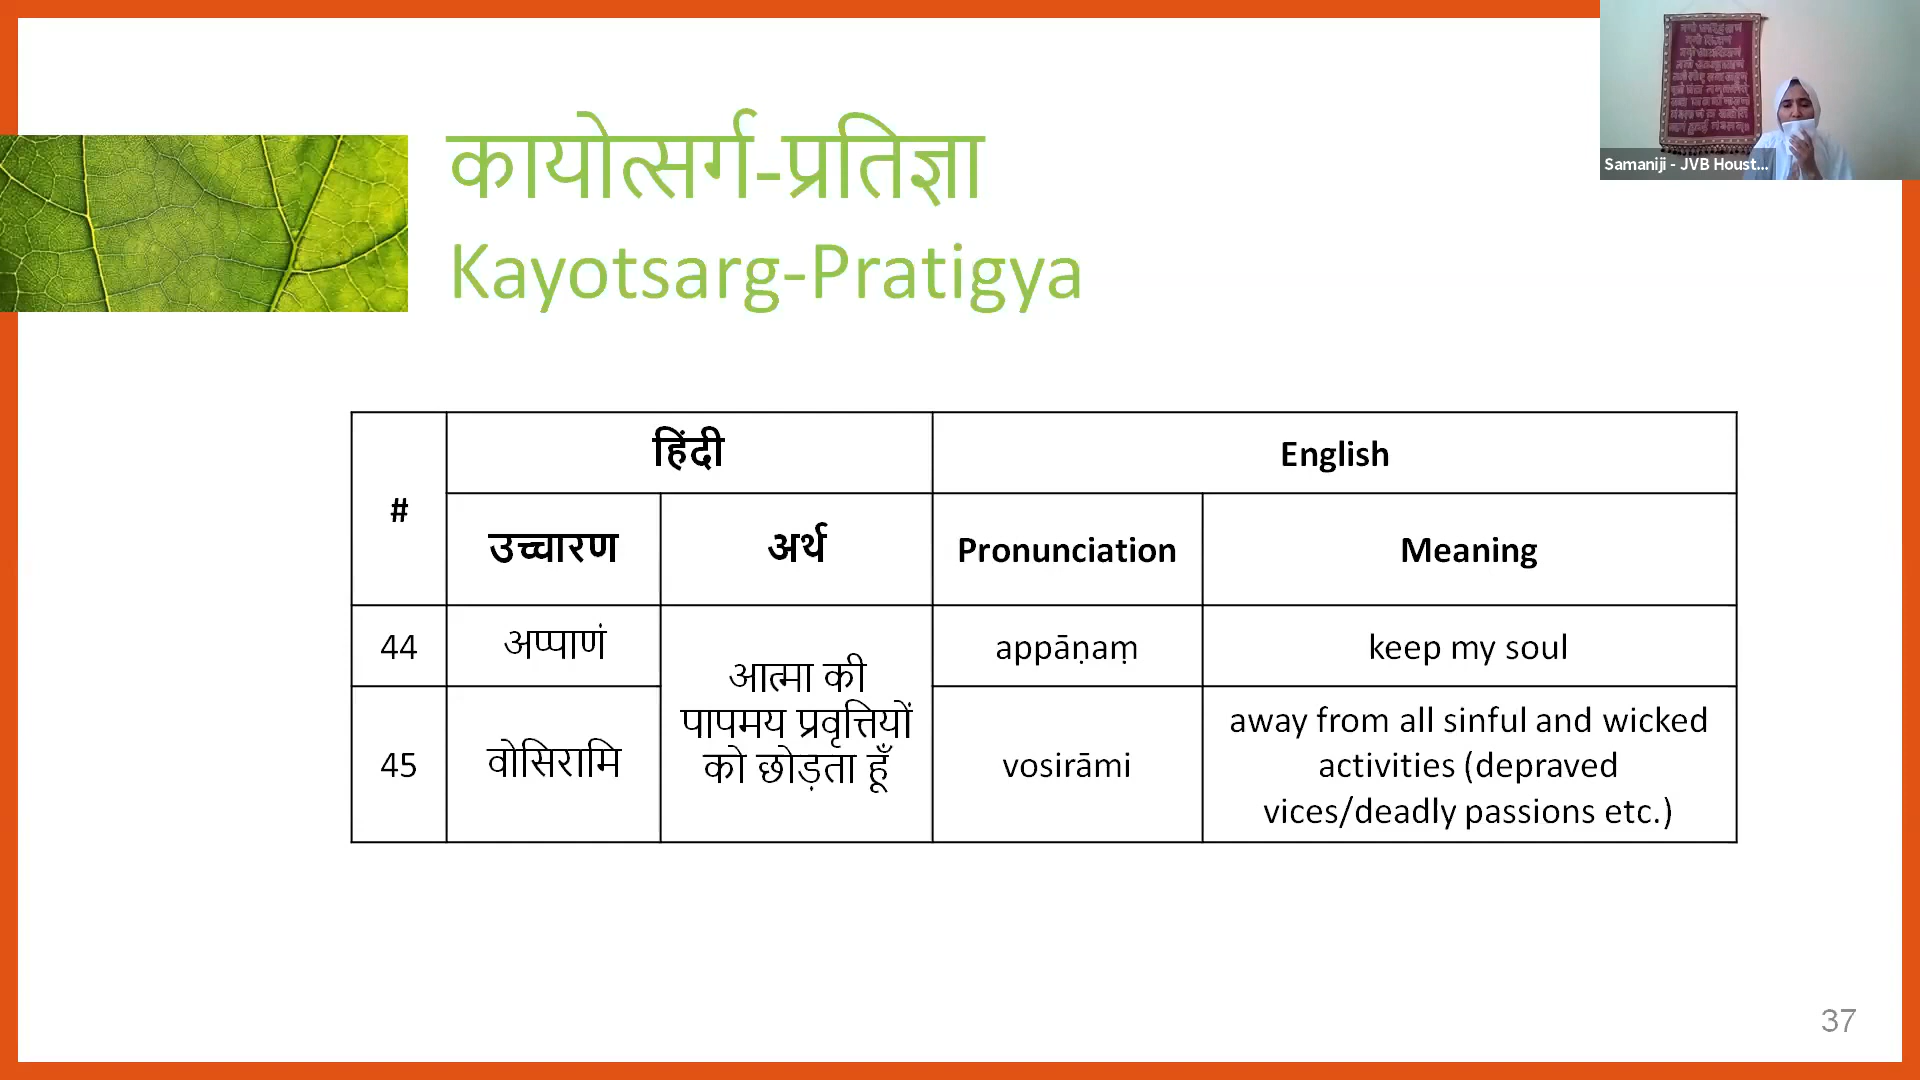 Samaniji - JVB Houst...
कायोत्सर्ग-प्रतिज्ञा
Kayotsarg-Pratigya
#
हिंदी
English
उच्चारण
अर्थ
Pronunciation
Meaning
44
अप्पाणं
आत्मा की
पापमय प्रवृत्तियों
को छोड़ता हूँ
appāṇaṃ
keep my soul
45
वोसिरामि
vosirāmi
away from all sinful and wicked
activities (depraved
vices/deadly passions etc.)
37